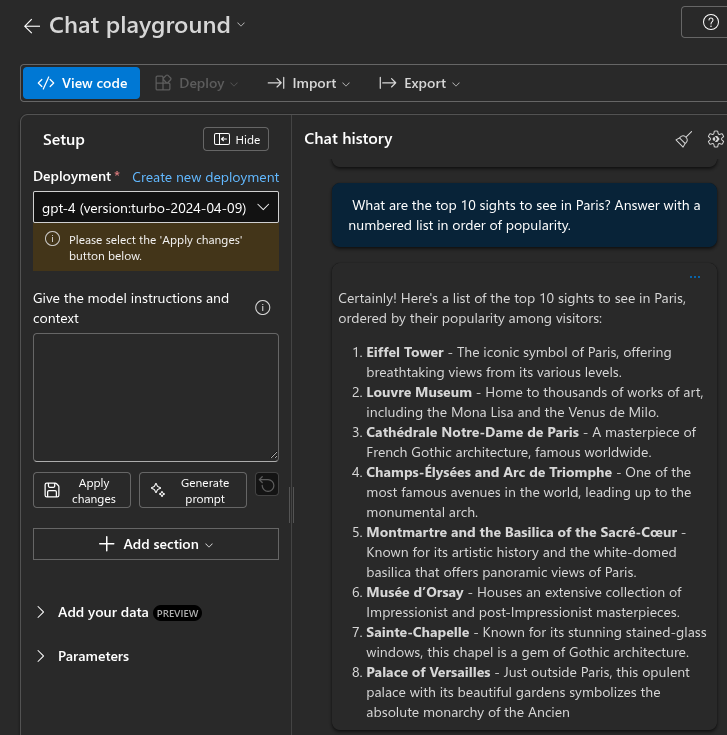 Chat playground
View code
Deploy
Import
Export
Setup
Hide
Deployment *
Create new deployment
gpt-4 (version:turbo-2024-04-09)
Please select the 'Apply changes'
button below.
Give the model instructions and
context
Apply
changes
Generate
prompt
Add section
Add your data PREVIEW
Parameters
Chat history
What are the top 10 sights to see in Paris? Answer with a
numbered list in order of popularity.
Certainly! Here's a list of the top 10 sights to see in Paris,
ordered by their popularity among visitors:
1. Eiffel Tower - The iconic symbol of Paris, offering
breathtaking views from its various levels.
2. Louvre Museum - Home to thousands of works of art,
including the Mona Lisa and the Venus de Milo.
3. Cathédrale Notre-Dame de Paris - A masterpiece of
French Gothic architecture, famous worldwide.
4. Champs-Élysées and Arc de Triomphe - One of the
most famous avenues in the world, leading up to the
monumental arch.
5. Montmartre and the Basilica of the Sacré-Cœur -
Known for its artistic history and the white-domed
basilica that offers panoramic views of Paris.
6. Musée d’Orsay - Houses an extensive collection of
Impressionist and post-Impressionist masterpieces.
7. Sainte-Chapelle - Known for its stunning stained-glass
windows, this chapel is a gem of Gothic architecture.
8. Palace of Versailles - Just outside Paris, this opulent
palace with its beautiful gardens symbolizes the
absolute monarchy of the Ancien